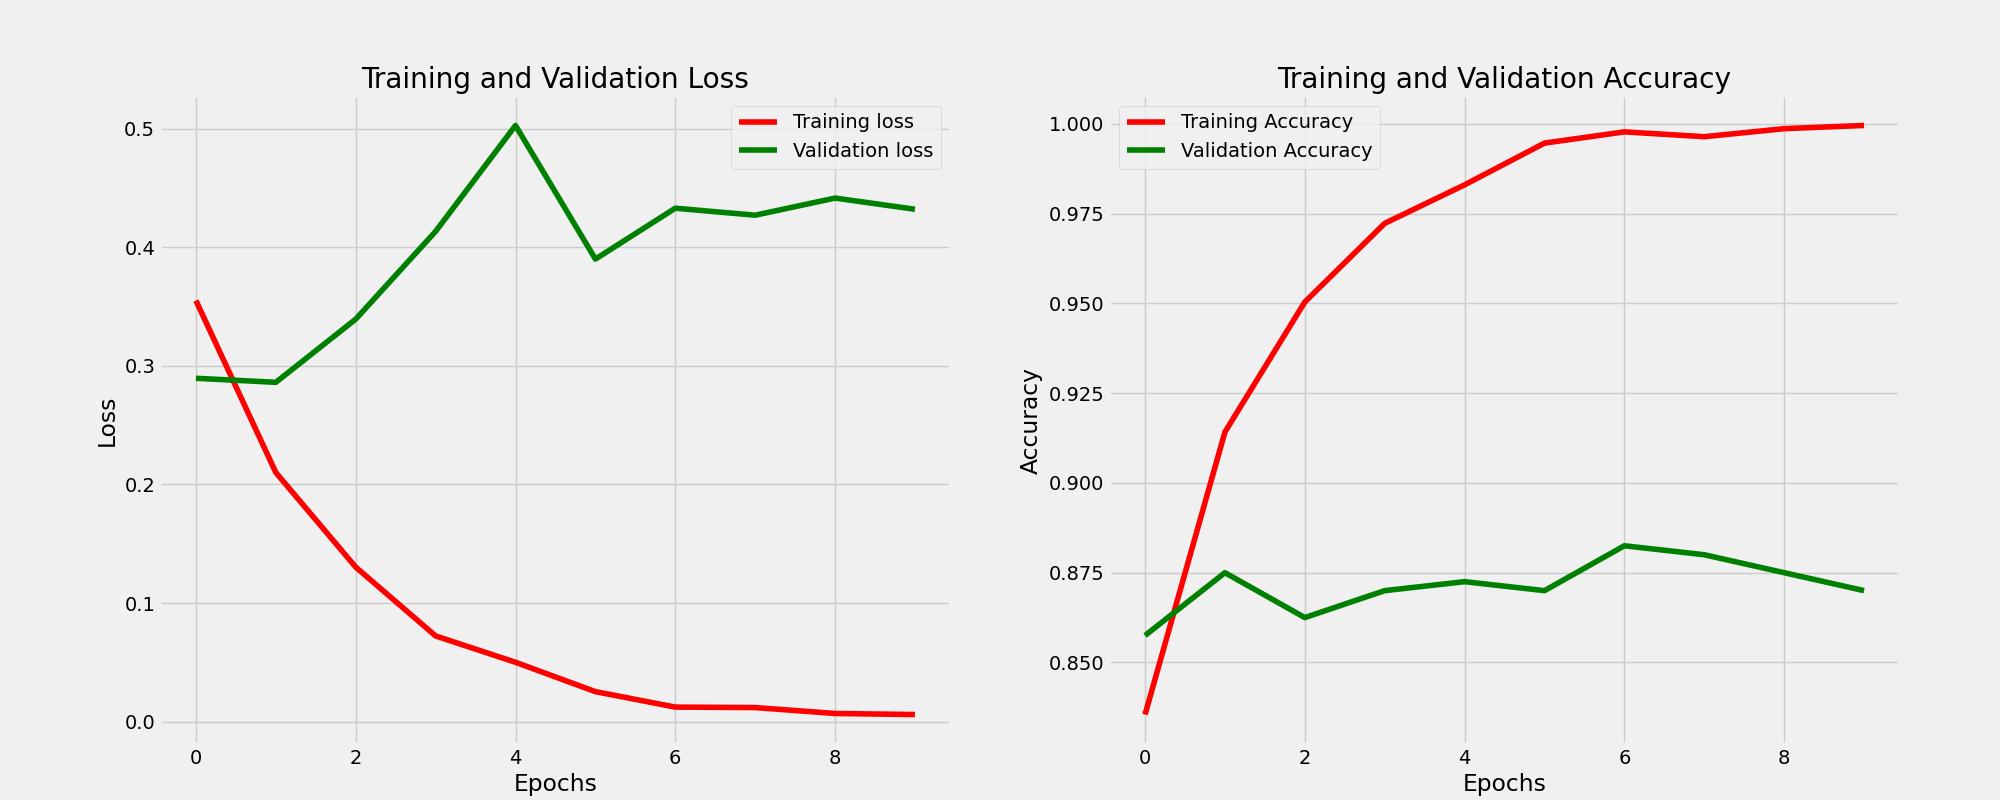 Training and Validation Loss
Training loss
Validation loss
0.5
0.4
0.3
0.2
0.1
0.0
Loss
0 2 4 6 8
Epochs
Training and Validation Accuracy
Training Accuracy
Validation Accuracy
1.000
0.975
0.950
0.925
0.900
0.875
0.850
Accuracy
0 2 4 6 8
Epochs